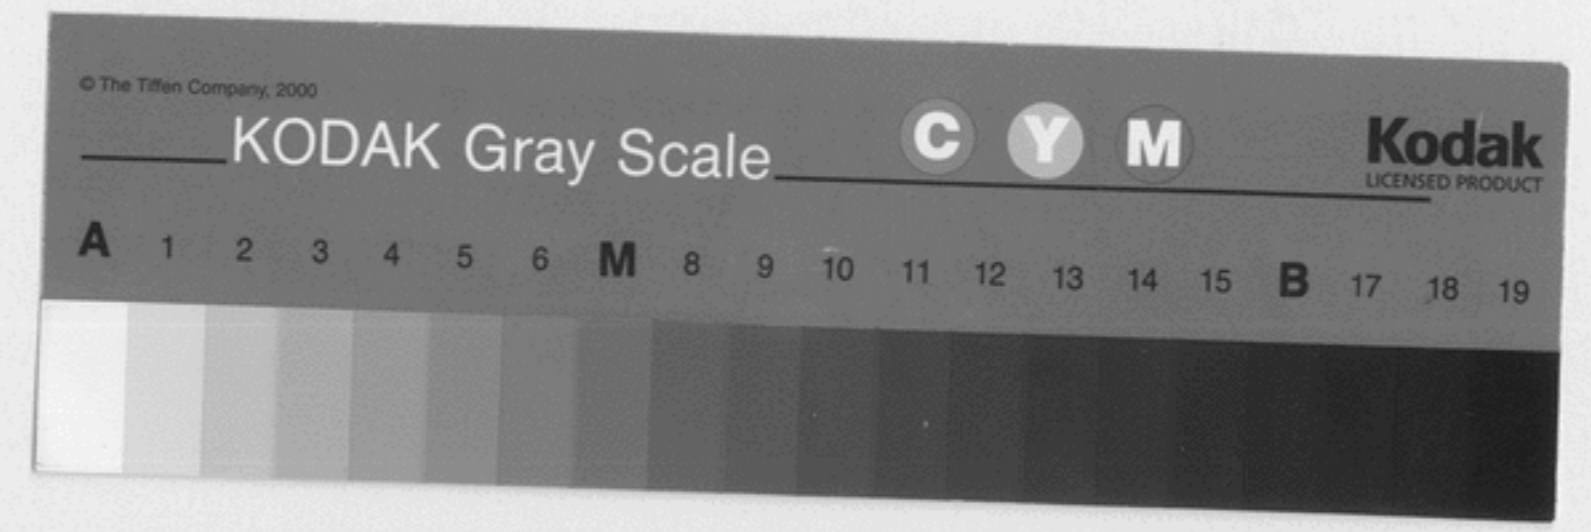 © The Tiffen Company, 2000
KODAK Gray Scale
C Y M
Kodak
LICENSED PRODUCT
A 1 2 3 4 5 6 M 8 9 10 11 12 13 14 15 B 17 18 19